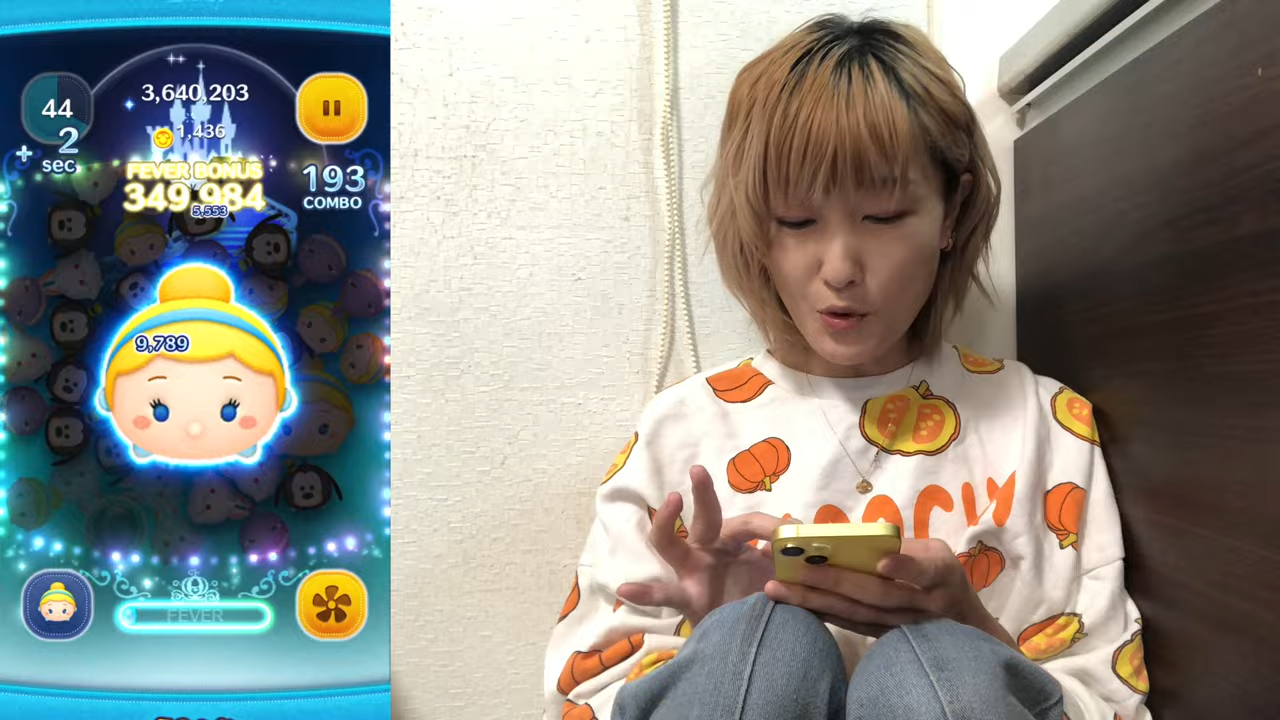 3,640,203
44
+ 2
sec
1,436
FEVER BONUS
349,984
5,553
193
COMBO
9,789
FEVER